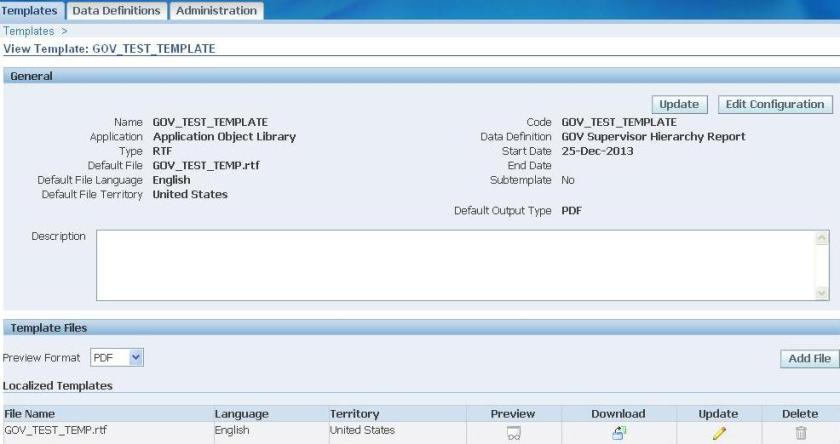 Templates Data Definitions Administration
Templates >
View Template: GOV_TEST_TEMPLATE
General
Update Edit Configuration
Name GOV_TEST_TEMPLATE Code GOV_TEST_TEMPLATE
Application Application Object Library Data Definition GOV Supervisor Hierarchy Report
Type RTF Start Date 25-Dec-2013
Default File GOV_TEST_TEMP.rtf End Date
Default File Language English Subtemplate No
Default File Territory United States
Default Output Type PDF
Description
Template Files
Preview Format PDF Add File
Localized Templates
File Name Language Territory Preview Download Update Delete
GOV_TEST_TEMP.rtf English United States